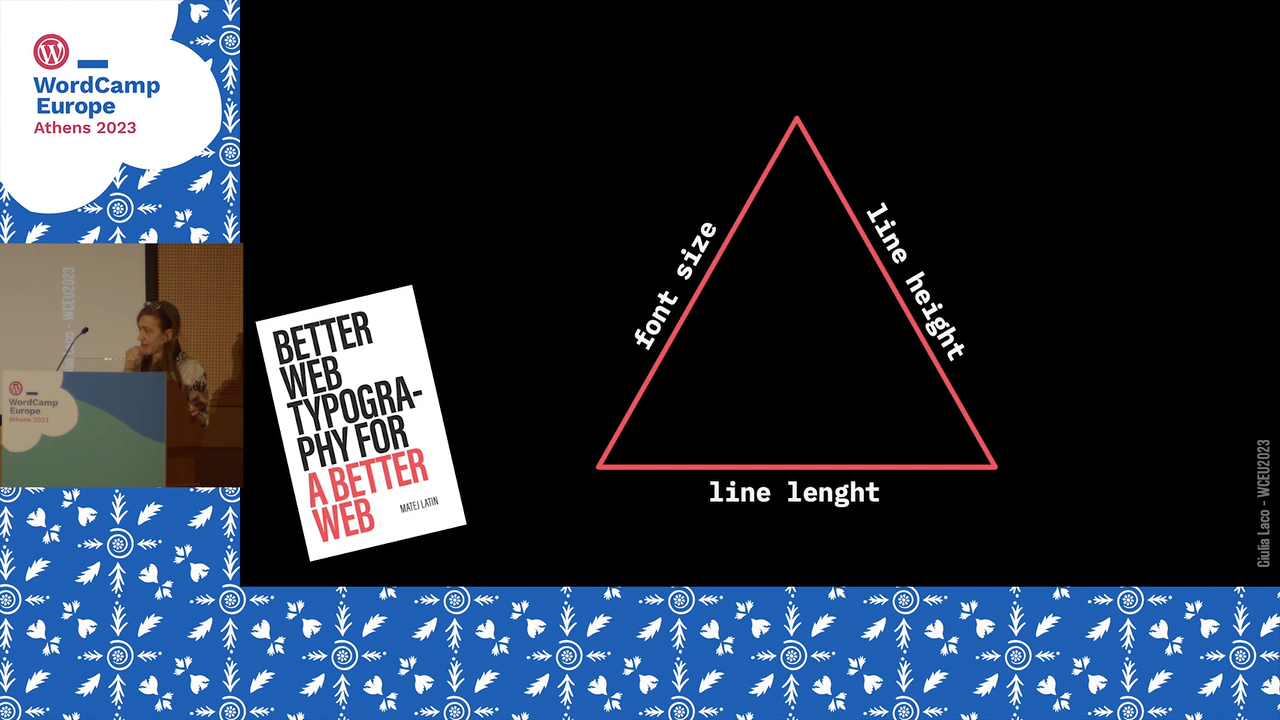 WordCamp
Europe
Athens 2023
WCEU2023
WordCamp
Europe
Athens 2023
BETTER
WEB
TYPOGRA-
PHY FOR
A BETTER
WEB
MATEJ LATIN
font size
line height
line lenght
Giulia Laco - WCEU2023